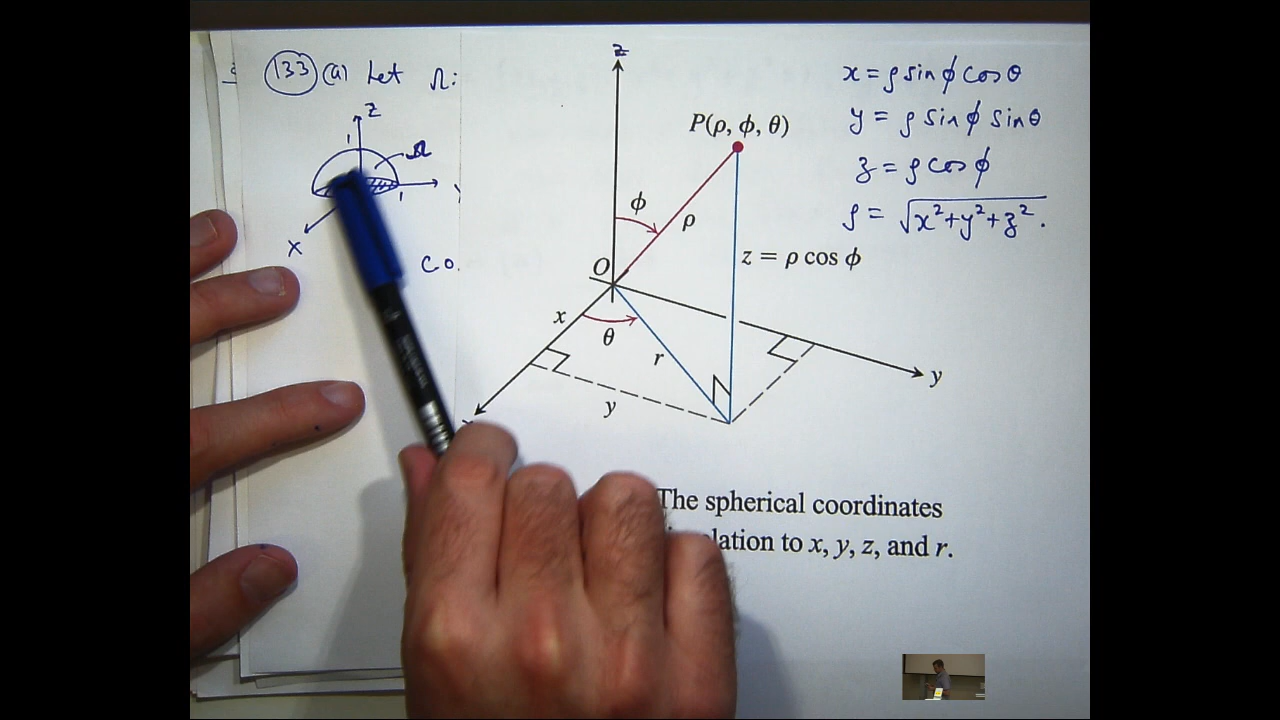 133 (a) Let Ω:
z
1
Ω
1
x
co.
z
P(ρ, ϕ, θ)
ϕ
ρ
O
z = ρ cos ϕ
x
θ
r
y
y
x = ρ sin ϕ cos θ
y = ρ sin ϕ sin θ
z = ρ cos ϕ
ρ = √x²+y²+z².
The spherical coordinates
lation to x, y, z, and r.